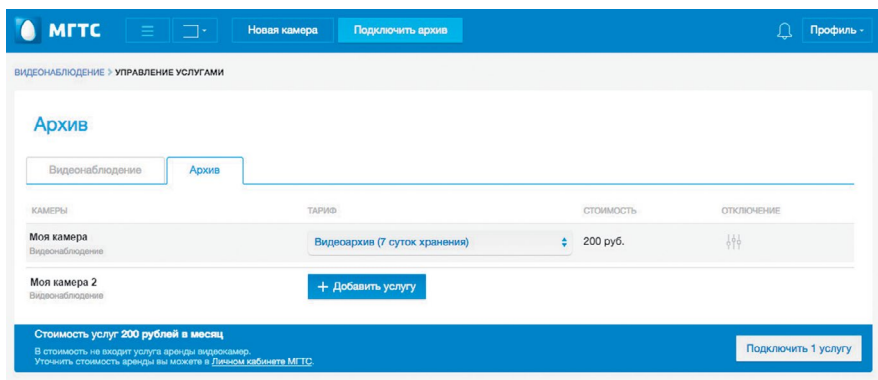 МГТС Новая камера Подключить архив Профиль
ВИДЕОНАБЛЮДЕНИЕ > УПРАВЛЕНИЕ УСЛУГАМИ
Архив
Видеонаблюдение Архив
КАМЕРЫ ТАРИФ СТОИМОСТЬ ОТКЛЮЧЕНИЕ
Моя камера Видеоархив (7 суток хранения) 200 руб.
Видеонаблюдение
Моя камера 2 + Добавить услугу
Видеонаблюдение
Стоимость услуг 200 рублей в месяц
В стоимость не входит услуга аренды видеокамер.
Уточнить стоимость аренды вы можете в Личном кабинете МГТС.
Подключить 1 услугу